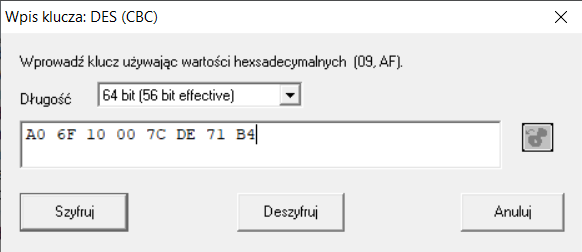 Wpis klucza: DES (CBC)
Wprowadź klucz używając wartości hexsadecymalnych (09, AF).
Długość 64 bit (56 bit effective)
A0 6F 10 00 7C DE 71 B4
Szyfruj Deszyfruj Anuluj